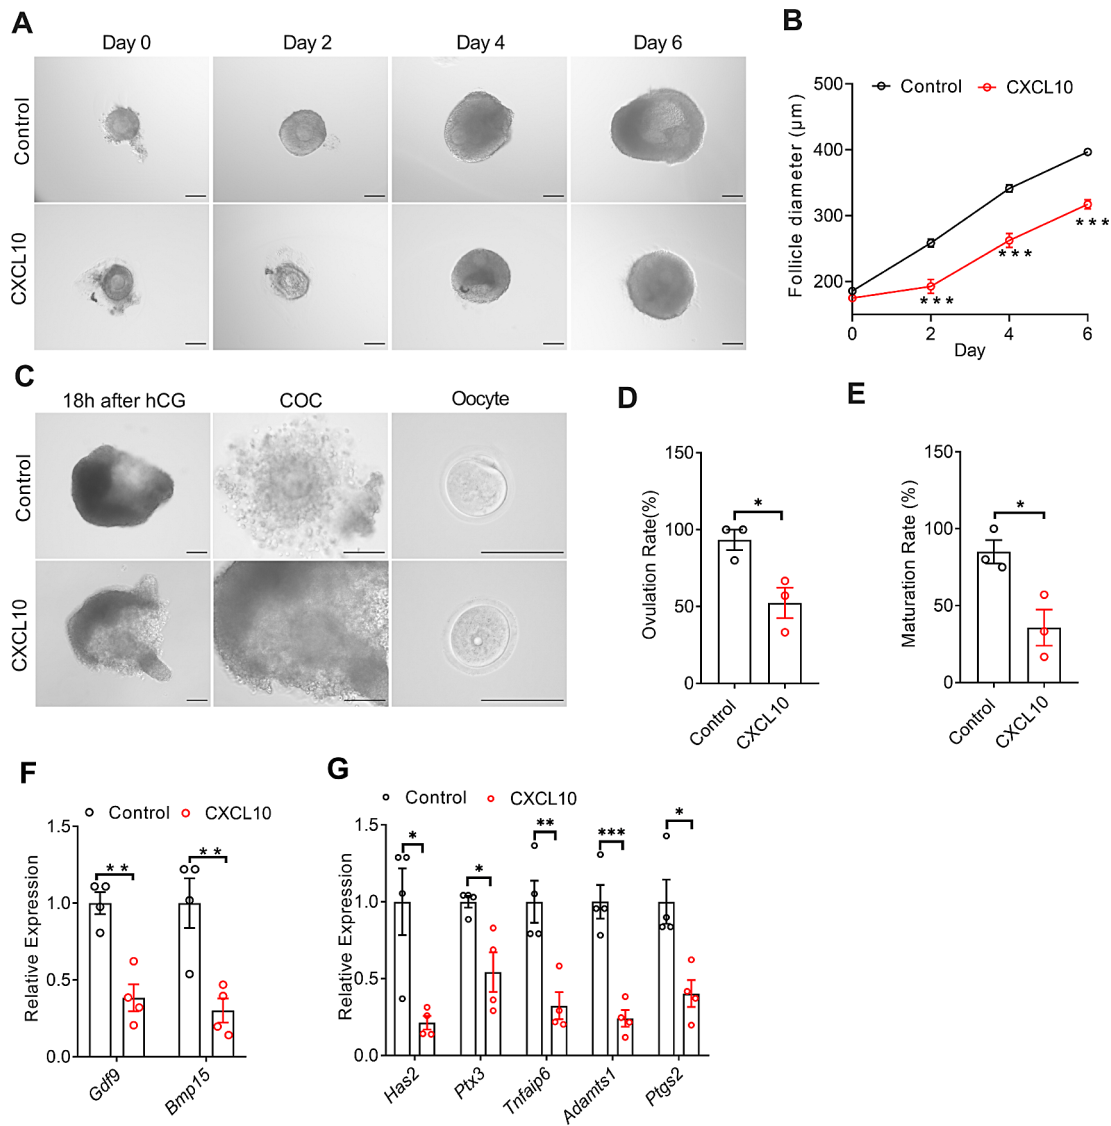 A
Day 0 Day 2 Day 4 Day 6
Control
CXCL10
B
Control CXCL10
Follicle diameter (μm)
500
400
300
200
***
***
***
0 2 4 6
Day
C
18h after hCG COC Oocyte
Control
CXCL10
D
Ovulation Rate(%)
150
100
50
0
*
Control CXCL10
E
Maturation Rate (%)
150
100
50
0
*
Control CXCL10
F
Control CXCL10
Relative Expression
1.5
1.0
0.5
0.0
** **
Gdf9 Bmp15
G
Control CXCL10
Relative Expression
1.5
1.0
0.5
0.0
* * ** *** *
Has2 Ptx3 Tnfaip6 Adamts1 Ptgs2